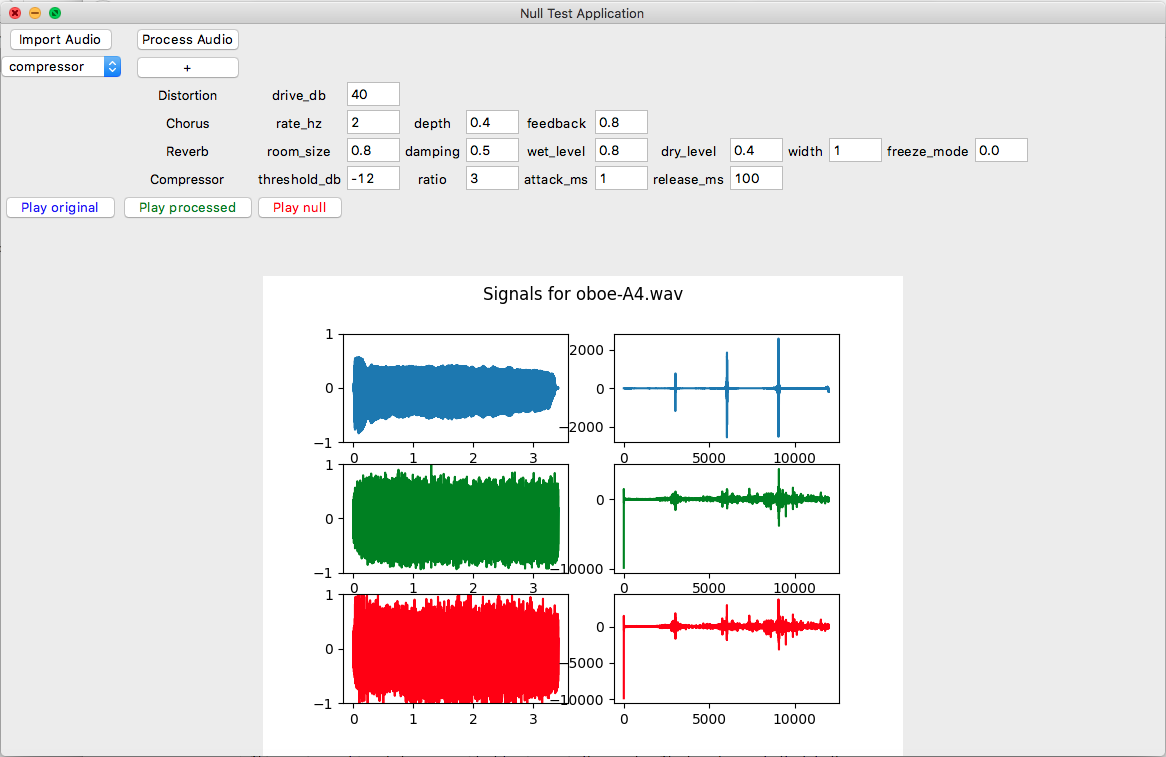 Null Test Application
Import Audio Process Audio
compressor +
Distortion drive_db 40
Chorus rate_hz 2 depth 0.4 feedback 0.8
Reverb room_size 0.8 damping 0.5 wet_level 0.8 dry_level 0.4 width 1 freeze_mode 0.0
Compressor threshold_db -12 ratio 3 attack_ms 1 release_ms 100
Play original Play processed Play null
Signals for oboe-A4.wav
1
0
−1
0 1 2 3
2000
0
−2000
0 5000 10000
1
0
−1
0 1 2 3
0
−10000
0 5000 10000
1
0
−1
0 1 2 3
0
−5000
−10000
0 5000 10000